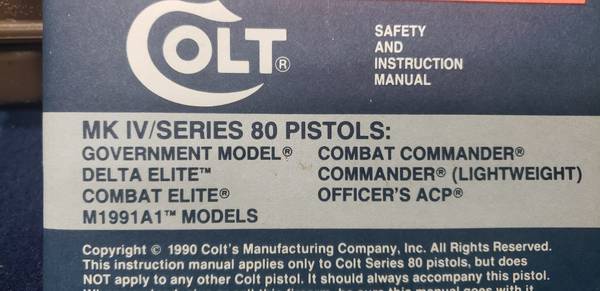 COLT®
SAFETY
AND
INSTRUCTION
MANUAL
MK IV/SERIES 80 PISTOLS:
GOVERNMENT MODEL® COMBAT COMMANDER®
DELTA ELITE™ COMMANDER® (LIGHTWEIGHT)
COMBAT ELITE® OFFICER'S ACP®
M1991A1™ MODELS
Copyright © 1990 Colt's Manufacturing Company, Inc. All Rights Reserved.
This instruction manual applies only to Colt Series 80 pistols, but does
NOT apply to any other Colt pistol. It should always accompany this pistol.